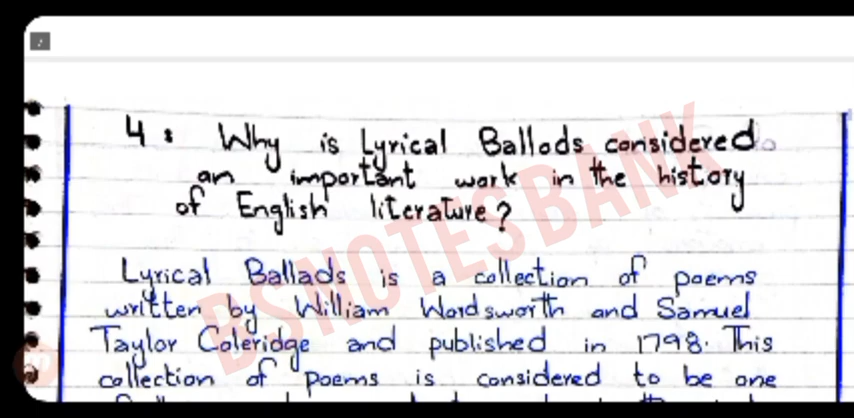 4: Why is Lyrical Ballads considered
an important work in the history
of English literature?
Lyrical Ballads is a collection of poems
written by William Wordsworth and Samuel
Taylor Coleridge and published in 1798. This
collection of poems is considered to be one
BSNOTESBANK